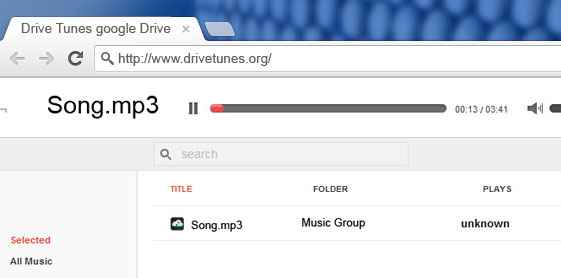 Drive Tunes google Drive
http://www.drivetunes.org/
Song.mp3
00:13 / 03:41
search
TITLE FOLDER PLAYS
Song.mp3 Music Group unknown
Selected
All Music